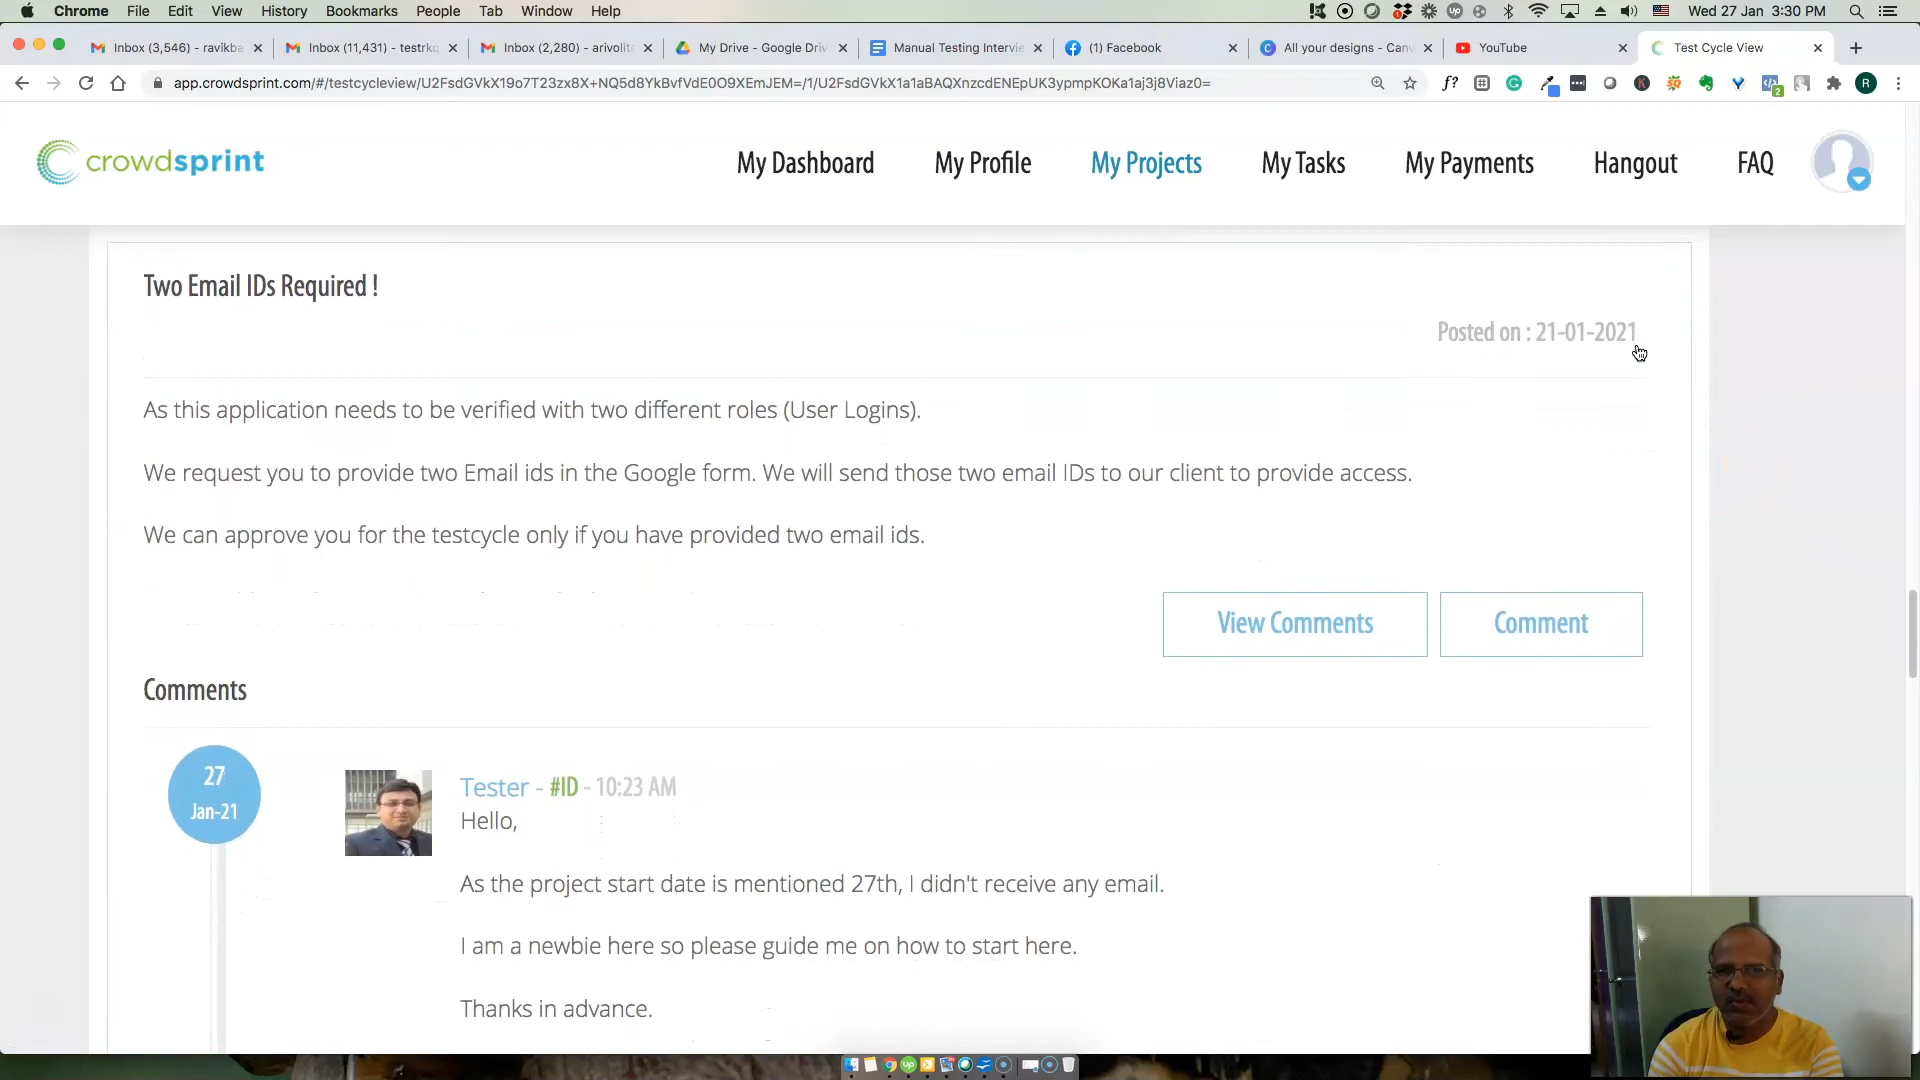 Chrome File Edit View History Bookmarks People Tab Window Help
Wed 27 Jan 3:30 PM
Inbox (3,546) - ravikba
Inbox (11,431) - testrkg
Inbox (2,280) - arivolite
My Drive - Google Driv
Manual Testing Intervie
(1) Facebook
All your designs - Can
YouTube
Test Cycle View
app.crowdsprint.com/#/testcycleview/U2FsdGVkX19o7T23zx8X+NQ5d8YkBvfVdE0O9XEmJEM=/1/U2FsdGVkX1a1aBAQXnzcdENEpUK3ypmpKOKa1aj3j8Viaz0=
crowdsprint
My Dashboard My Profile My Projects My Tasks My Payments Hangout FAQ
Two Email IDs Required !
Posted on : 21-01-2021
As this application needs to be verified with two different roles (User Logins).
We request you to provide two Email ids in the Google form. We will send those two email IDs to our client to provide access.
We can approve you for the testcycle only if you have provided two email ids.
View Comments Comment
Comments
27
Jan-21
Tester - #ID - 10:23 AM
Hello,
As the project start date is mentioned 27th, I didn't receive any email.
I am a newbie here so please guide me on how to start here.
Thanks in advance.